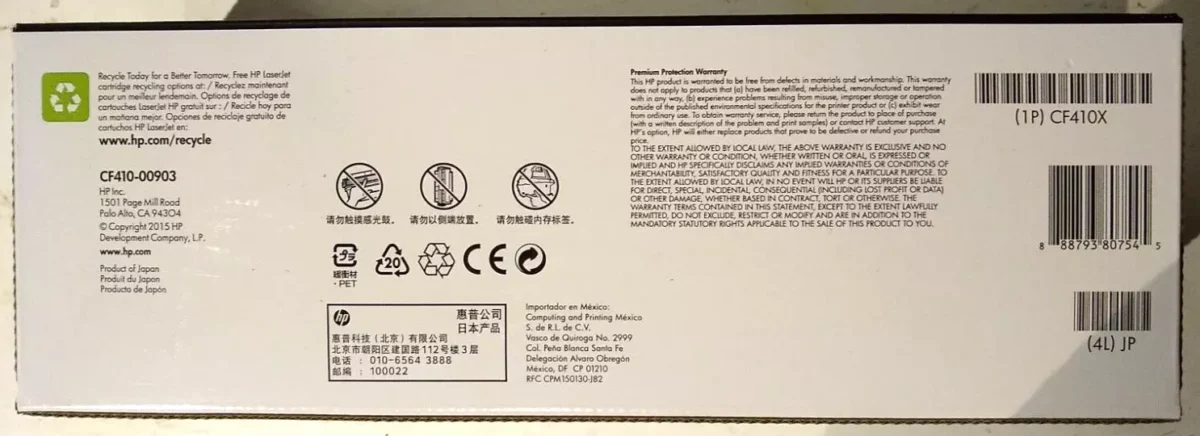 Recycle Today for a Better Tomorrow. Free HP LaserJet
cartridge recycling options at: / Recyclez maintenant
pour un meilleur lendemain. Options de recyclage de
cartouches LaserJet HP gratuit sur : / Recicle hoy para
un mañana mejor. Opciones de reciclaje gratuito de
cartuchos HP LaserJet en:
www.hp.com/recycle
CF410-00903
HP Inc.
1501 Page Mill Road
Palo Alto, CA 94304
© Copyright 2015 HP
Development Company, L.P.
www.hp.com
Product of Japan
Produit du Japon
Producto de Japón
请勿触摸感光鼓。
请勿以侧端放置。
请勿触碰内存标签。
緩衝材
・PET
20
CE
hp
惠普公司
日本产品
惠普科技（北京）有限公司
北京市朝阳区建国路112号楼3层
电话 : 010-6564 3888
邮编 : 100022
Importador en México:
Computing and Printing México
S. de R.L. de C.V.
Vasco de Quiroga No. 2999
Col. Peña Blanca Santa Fe
Delegación Alvaro Obregón
México, DF CP 01210
RFC CPM150130-JB2
Premium Protection Warranty
This HP product is warranted to be free from defects in materials and workmanship. This warranty
does not apply to products that (a) have been refilled, refurbished, remanufactured or tampered
with in any way, (b) experience problems resulting from misuse, improper storage or operation
outside of the published environmental specifications for the printer product or (c) exhibit wear
from ordinary use. To obtain warranty service, please return the product to place of purchase
(with a written description of the problem and print samples) or contact HP customer support. At
HP's option, HP will either replace products that prove to be defective or refund your purchase
price.
TO THE EXTENT ALLOWED BY LOCAL LAW, THE ABOVE WARRANTY IS EXCLUSIVE AND NO
OTHER WARRANTY OR CONDITION, WHETHER WRITTEN OR ORAL, IS EXPRESSED OR
IMPLIED AND HP SPECIFICALLY DISCLAIMS ANY IMPLIED WARRANTIES OR CONDITIONS OF
MERCHANTABILITY, SATISFACTORY QUALITY AND FITNESS FOR A PARTICULAR PURPOSE. TO
THE EXTENT ALLOWED BY LOCAL LAW, IN NO EVENT WILL HP OR ITS SUPPLIERS BE LIABLE
FOR DIRECT, SPECIAL, INCIDENTAL, CONSEQUENTIAL (INCLUDING LOST PROFIT OR DATA)
OR OTHER DAMAGE, WHETHER BASED IN CONTRACT, TORT OR OTHERWISE. THE
WARRANTY TERMS CONTAINED IN THIS STATEMENT, EXCEPT TO THE EXTENT LAWFULLY
PERMITTED, DO NOT EXCLUDE, RESTRICT OR MODIFY AND ARE IN ADDITION TO THE
MANDATORY STATUTORY RIGHTS APPLICABLE TO THE SALE OF THIS PRODUCT TO YOU.
(1P) CF410X
8 88793 80754 5
(4L) JP